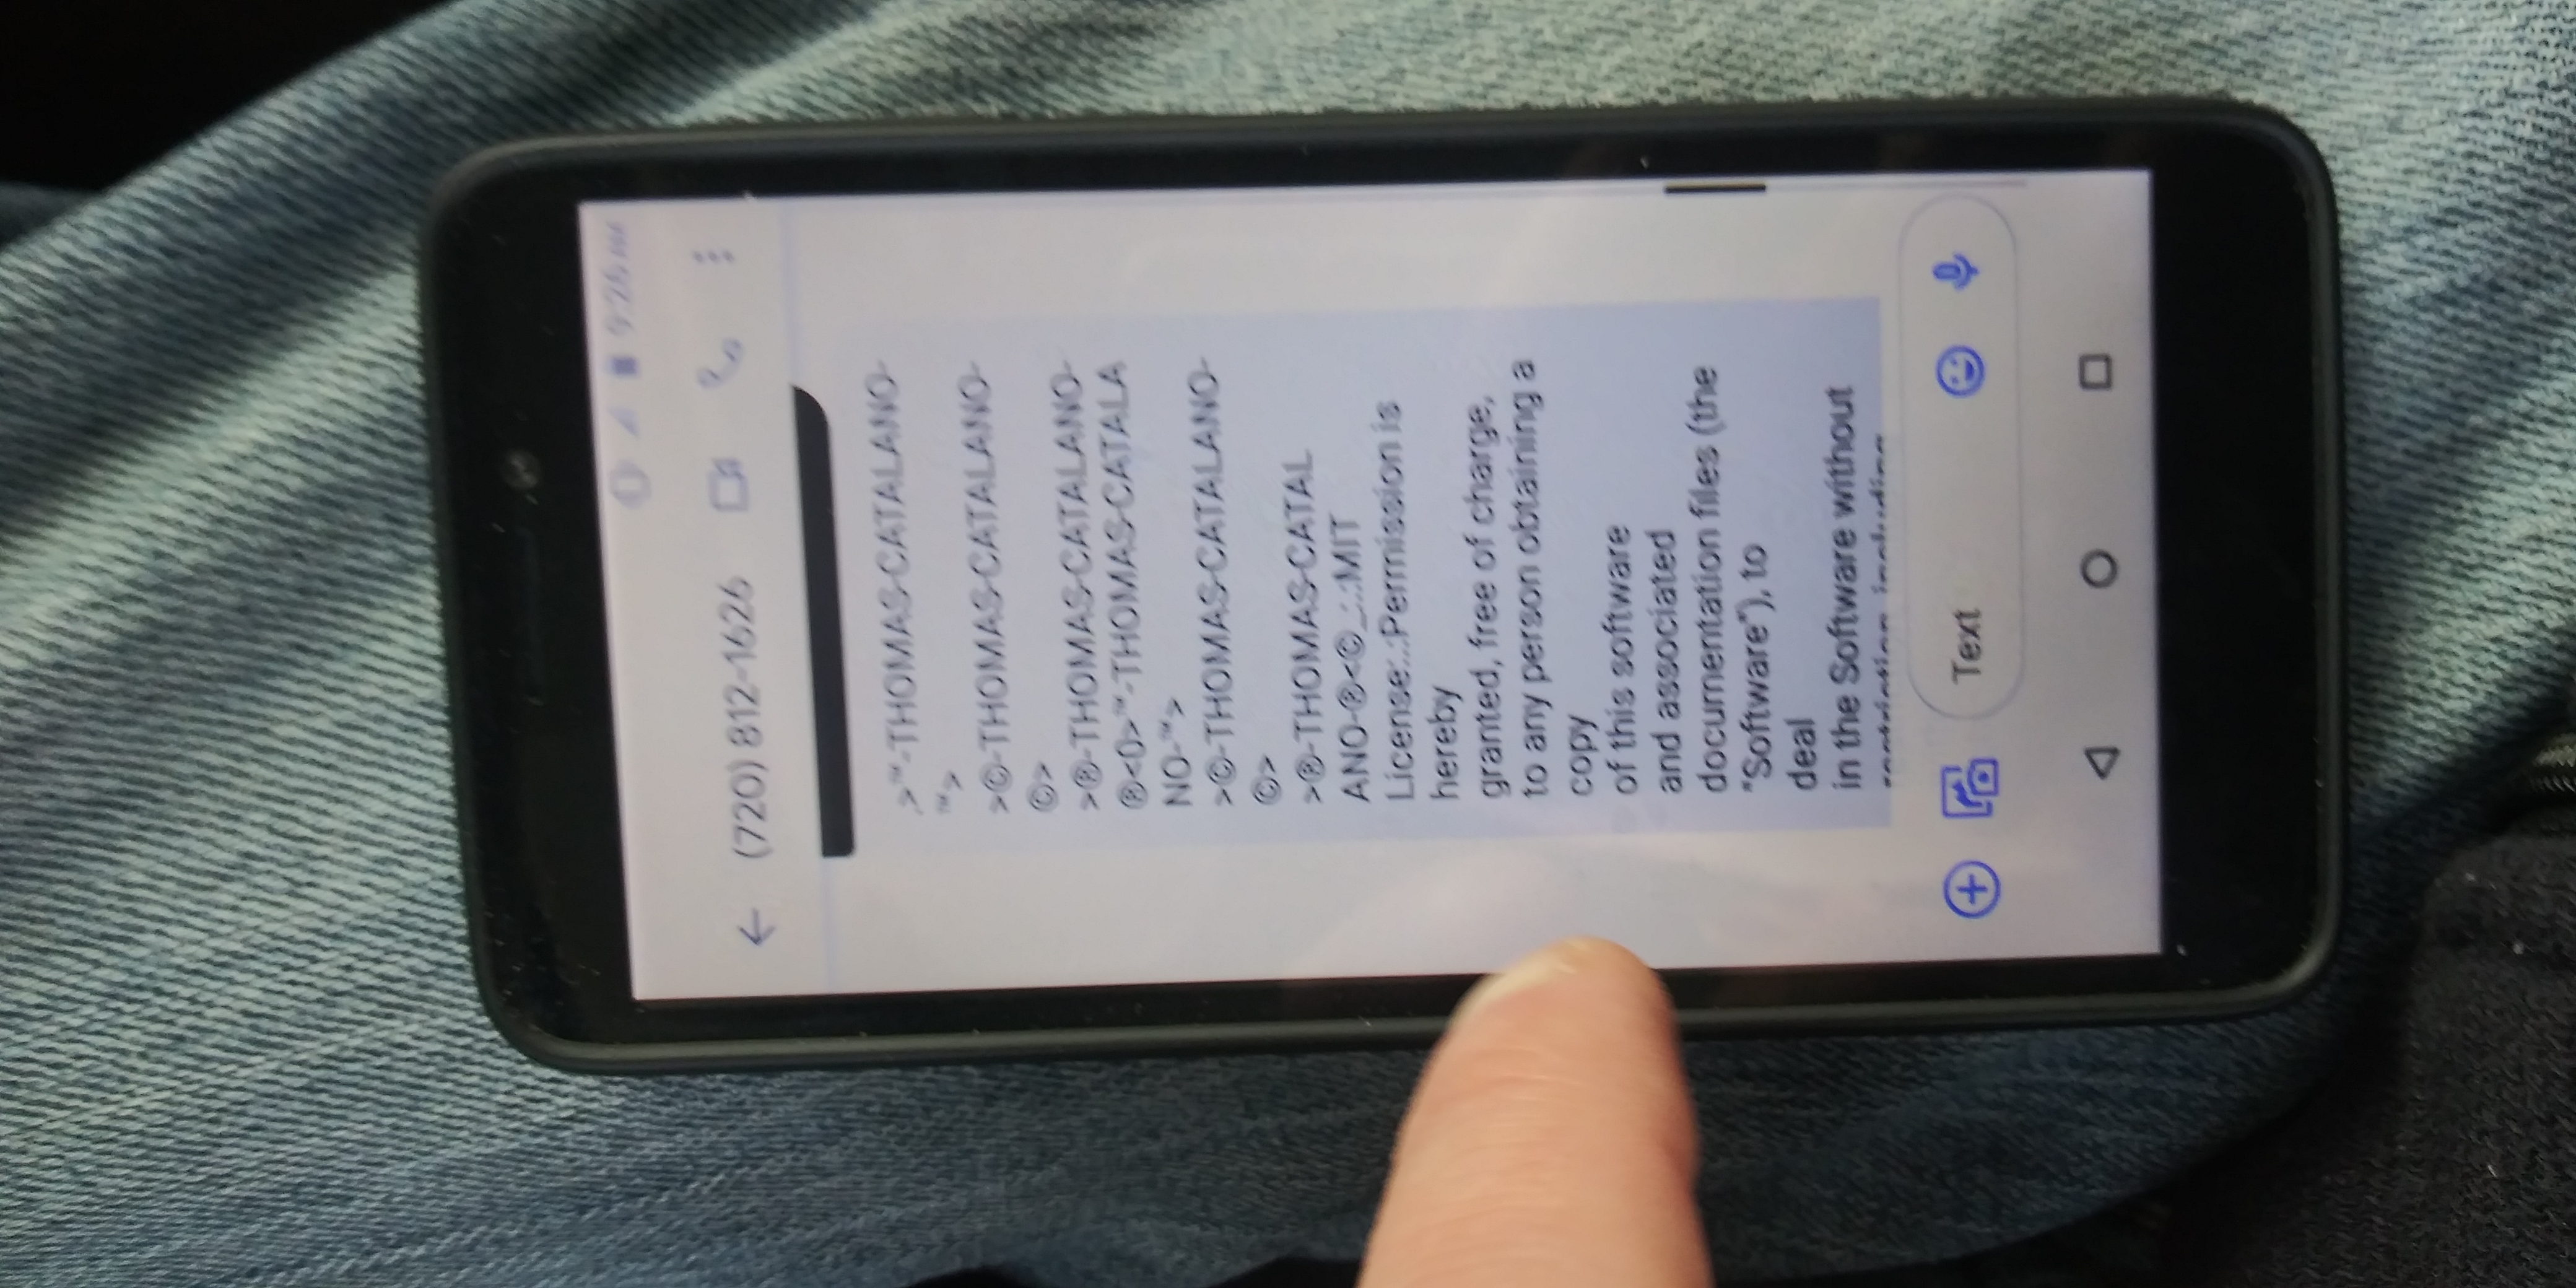 9:26 AM
(720) 812-1626
.>™-THOMAS-CATALANO-
™>
>©-THOMAS-CATALANO-
©>
>®-THOMAS-CATALANO-
®<0>™-THOMAS-CATALA
NO-™>
>©-THOMAS-CATALANO-
©>
>®-THOMAS-CATAL
ANO-®<©_:.:MIT
License:.:Permission is
hereby
granted, free of charge,
to any person obtaining a
copy
of this software
and associated
documentation files (the
"Software"), to
deal
in the Software without
restriction, including
Text